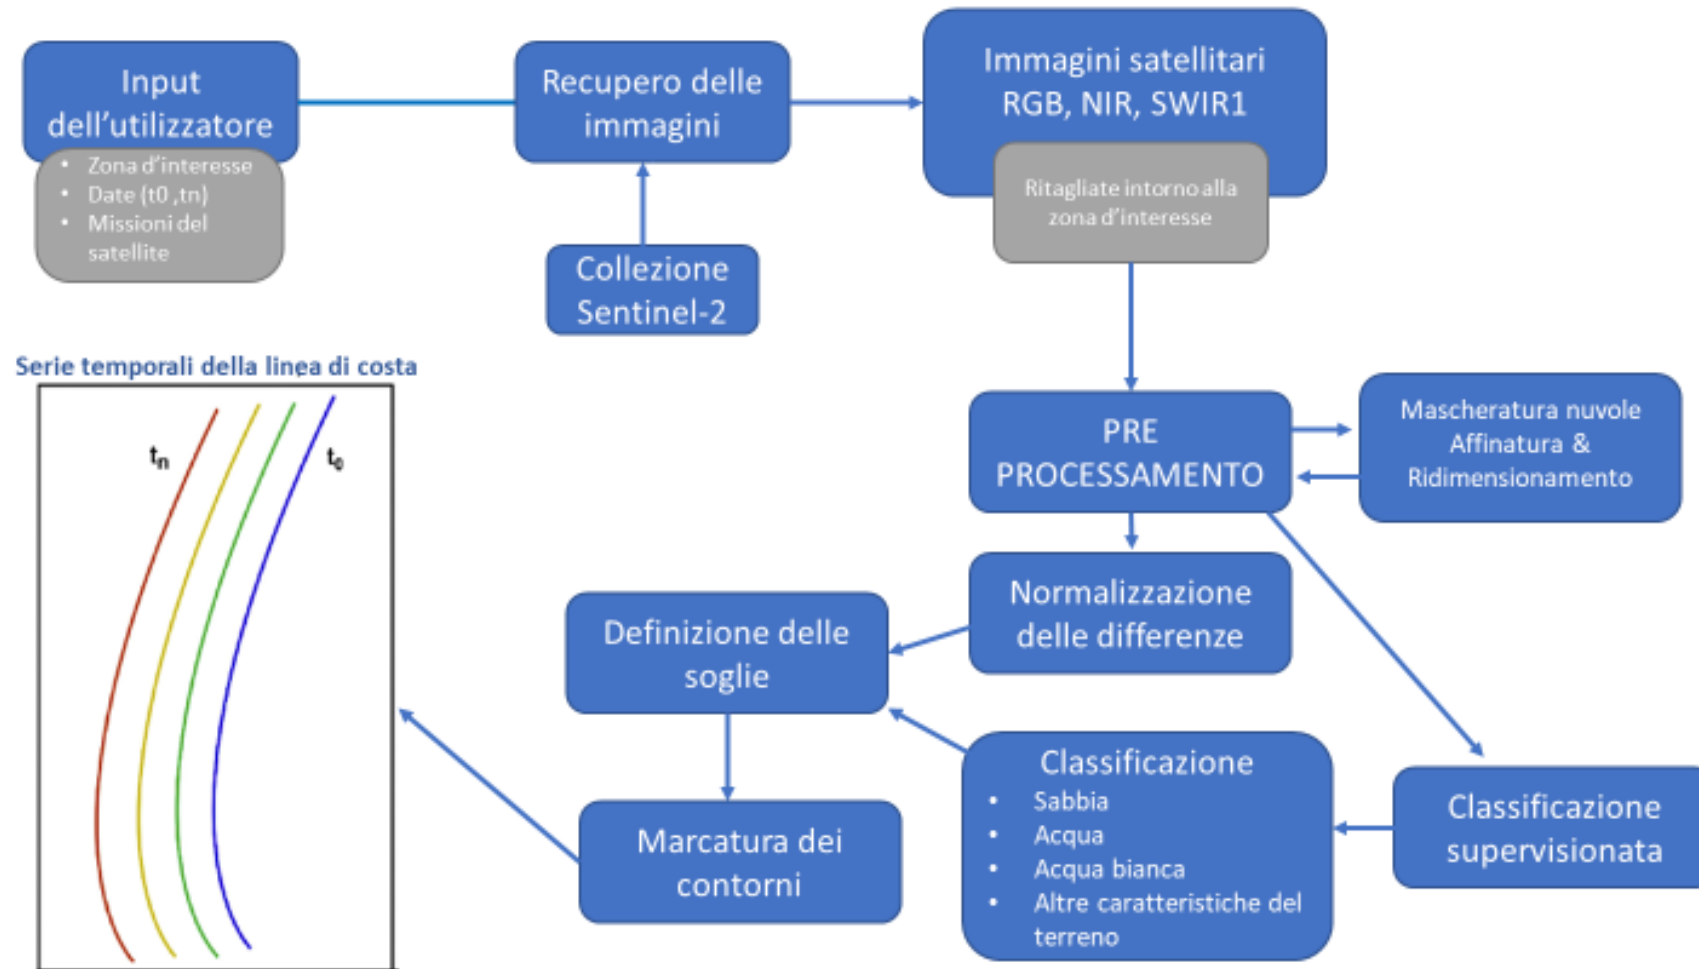 Input
dell'utilizzatore
• Zona d'interesse
• Date (t0 ,tn)
• Missioni del
satellite
Recupero delle
immagini
Collezione
Sentinel-2
Immagini satellitari
RGB, NIR, SWIR1
Ritagliate intorno alla
zona d'interesse
PRE
PROCESSAMENTO
Mascheratura nuvole
Affinatura &
Ridimensionamento
Normalizzazione
delle differenze
Classificazione
supervisionata
Classificazione
• Sabbia
• Acqua
• Acqua bianca
• Altre caratteristiche del
terreno
Definizione delle
soglie
Marcatura dei
contorni
Serie temporali della linea di costa
tn
t0